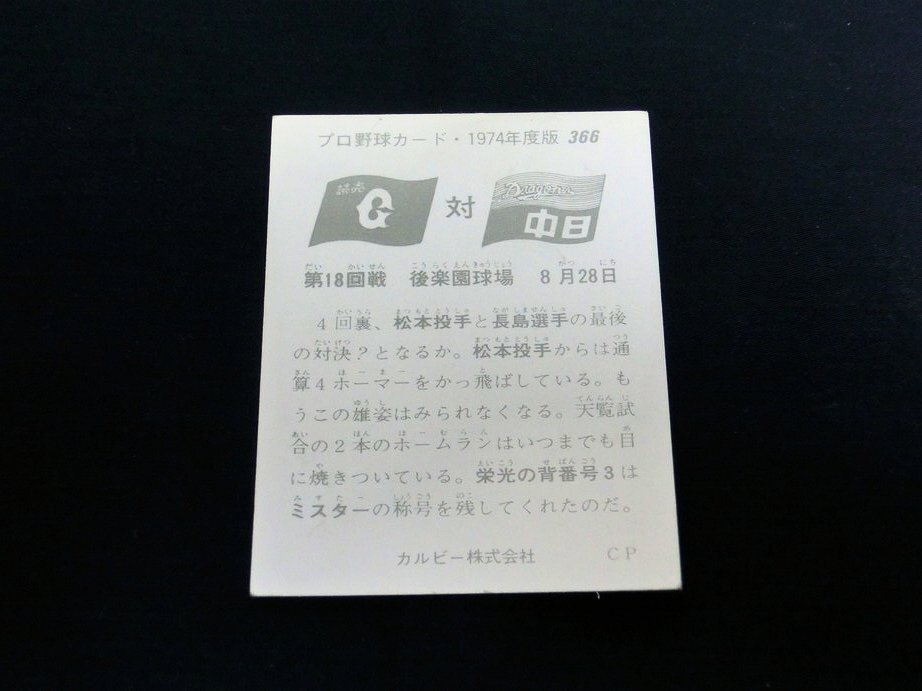 プロ野球カード・1974年度版 366
読売
G
対
Dragons
中日
第18回戦 後楽園球場 8月28日
4回裏、松本投手と長島選手の最後
の対決？となるか。松本投手からは通
算4ホーマーをかっ飛ばしている。も
うこの雄姿はみられなくなる。天覧試
合の2本のホームランはいつまでも目
に焼きついている。栄光の背番号3は
ミスターの称号を残してくれたのだ。
カルビー株式会社 CP